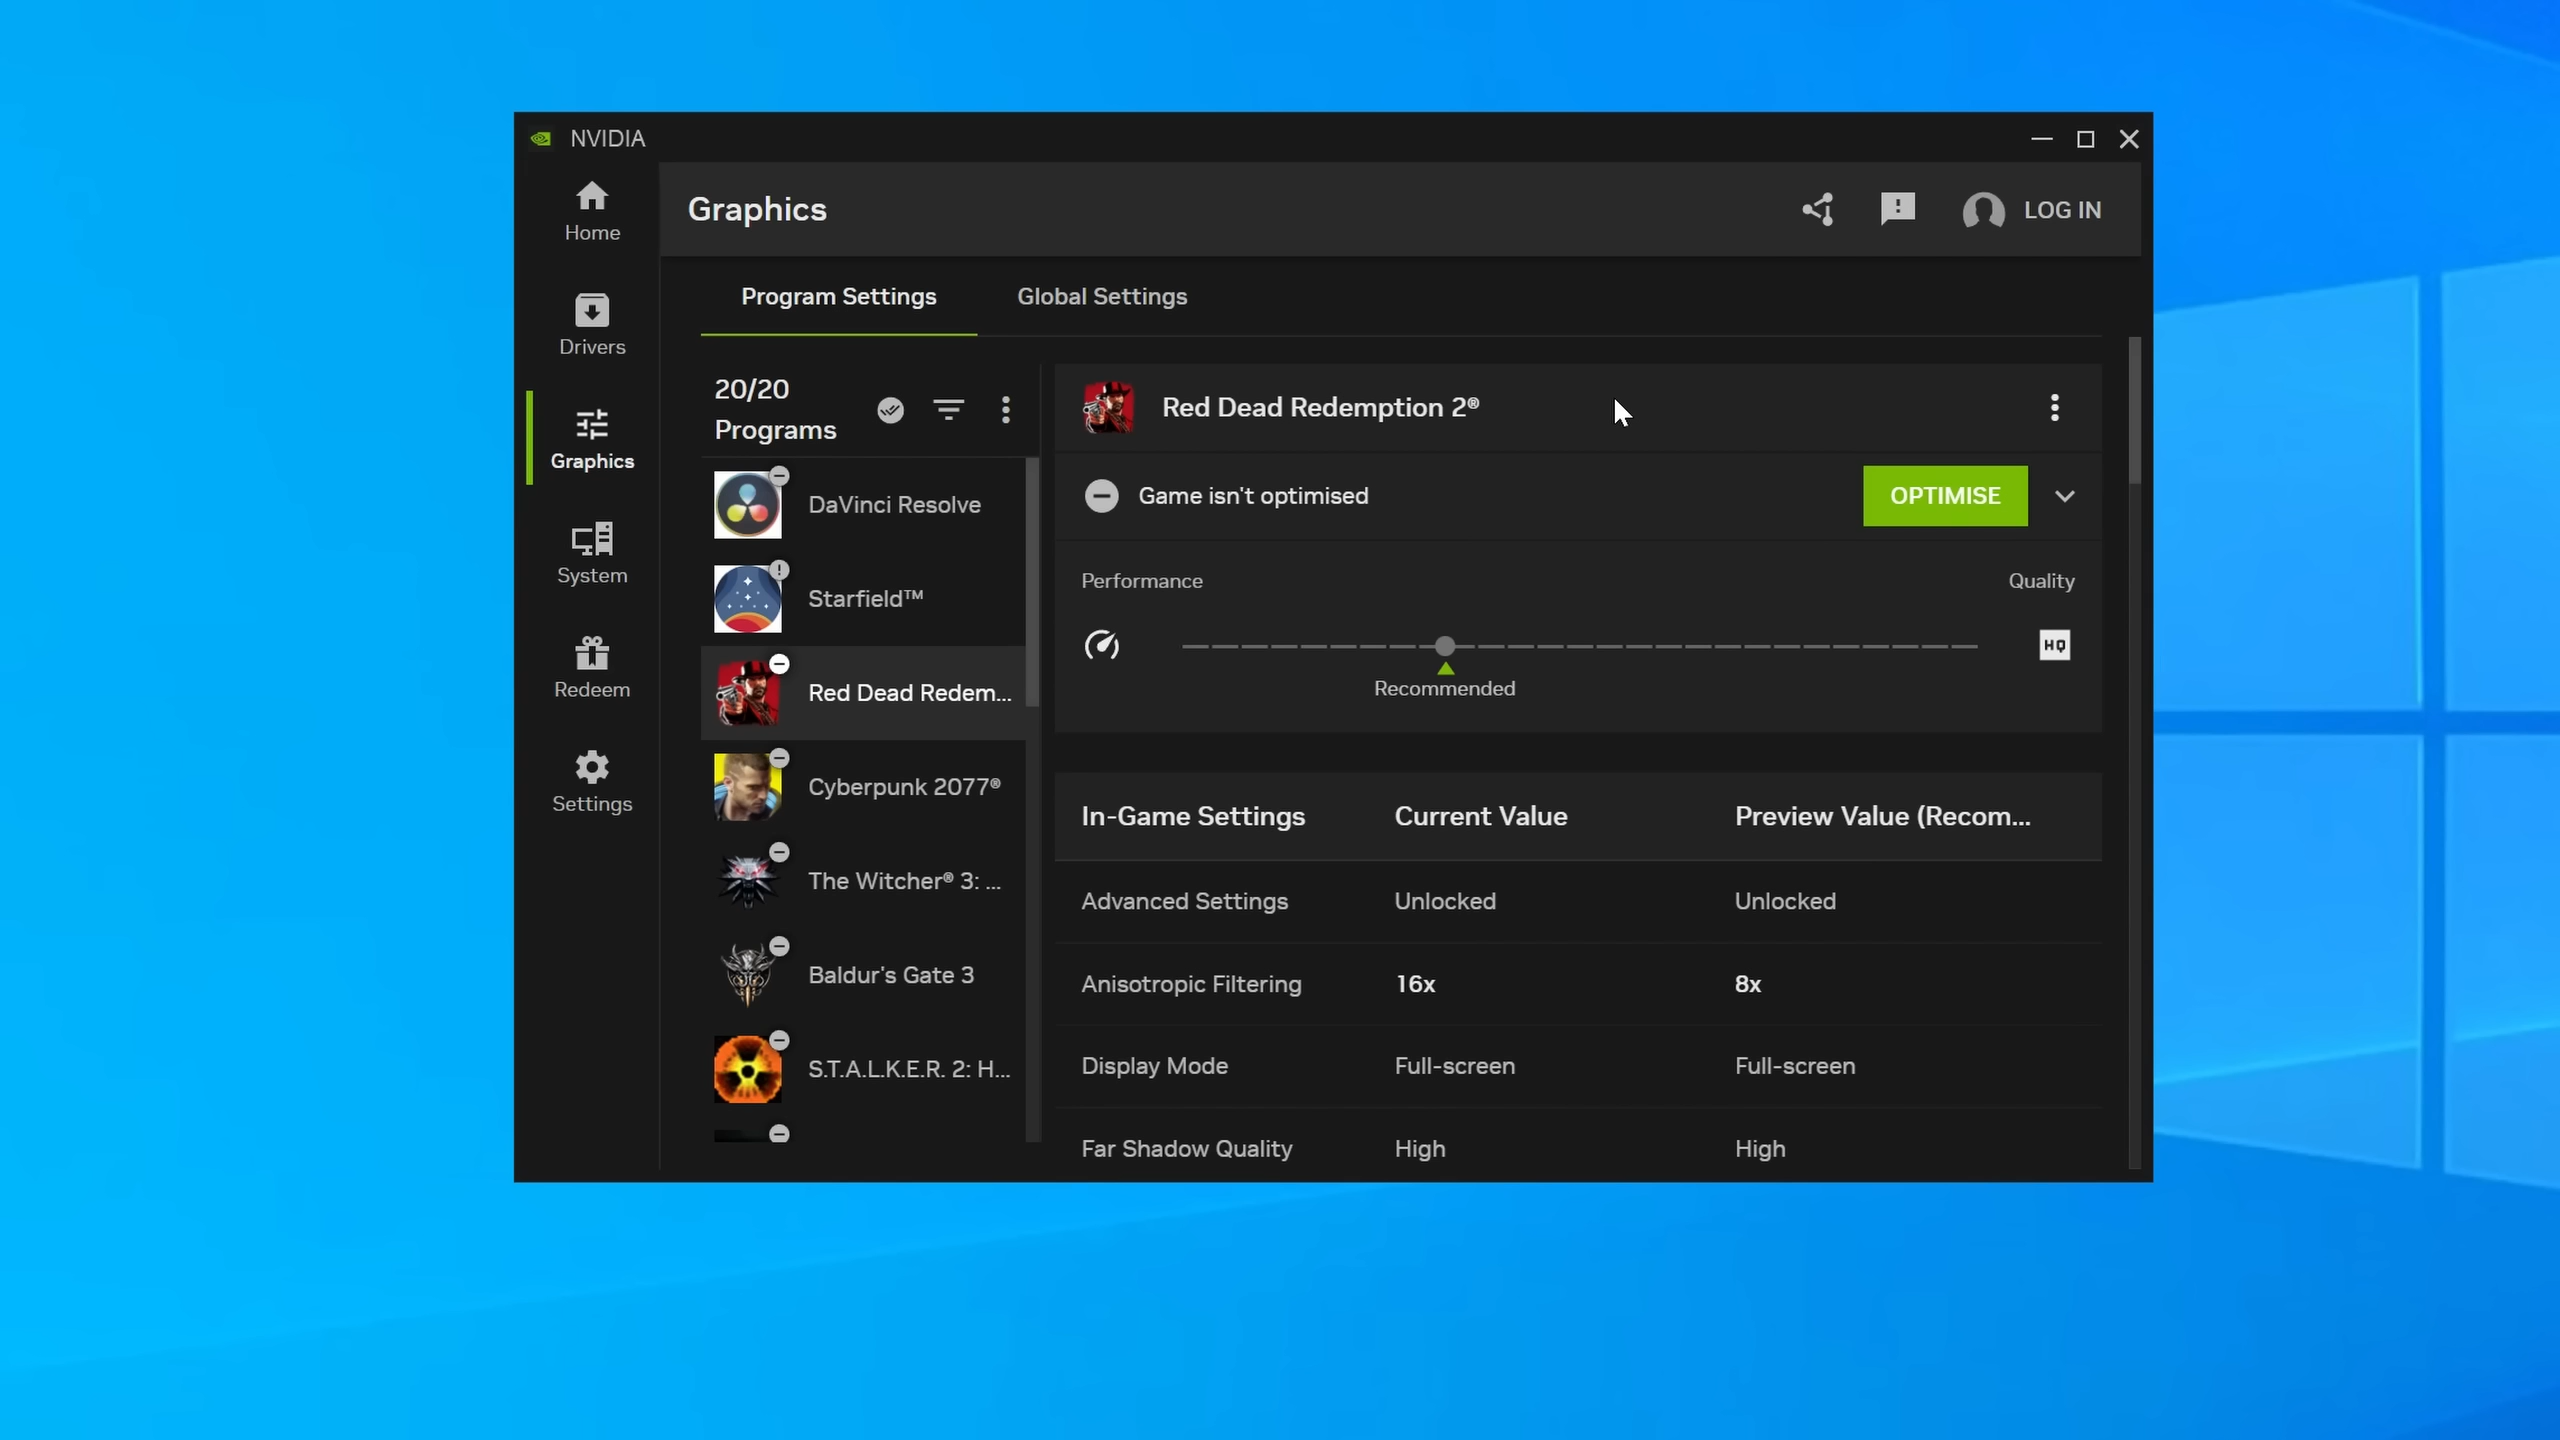 NVIDIA
Home
Drivers
Graphics
System
Redeem
Settings
Graphics
LOG IN
Program Settings
Global Settings
20/20
Programs
DaVinci Resolve
Starfield™
Red Dead Redem...
Cyberpunk 2077®
The Witcher® 3: ...
Baldur's Gate 3
S.T.A.L.K.E.R. 2: H...
Red Dead Redemption 2®
Game isn't optimised
OPTIMISE
Performance
Quality
HQ
Recommended
In-Game Settings Current Value Preview Value (Recom...
Advanced Settings Unlocked Unlocked
Anisotropic Filtering 16x 8x
Display Mode Full-screen Full-screen
Far Shadow Quality High High